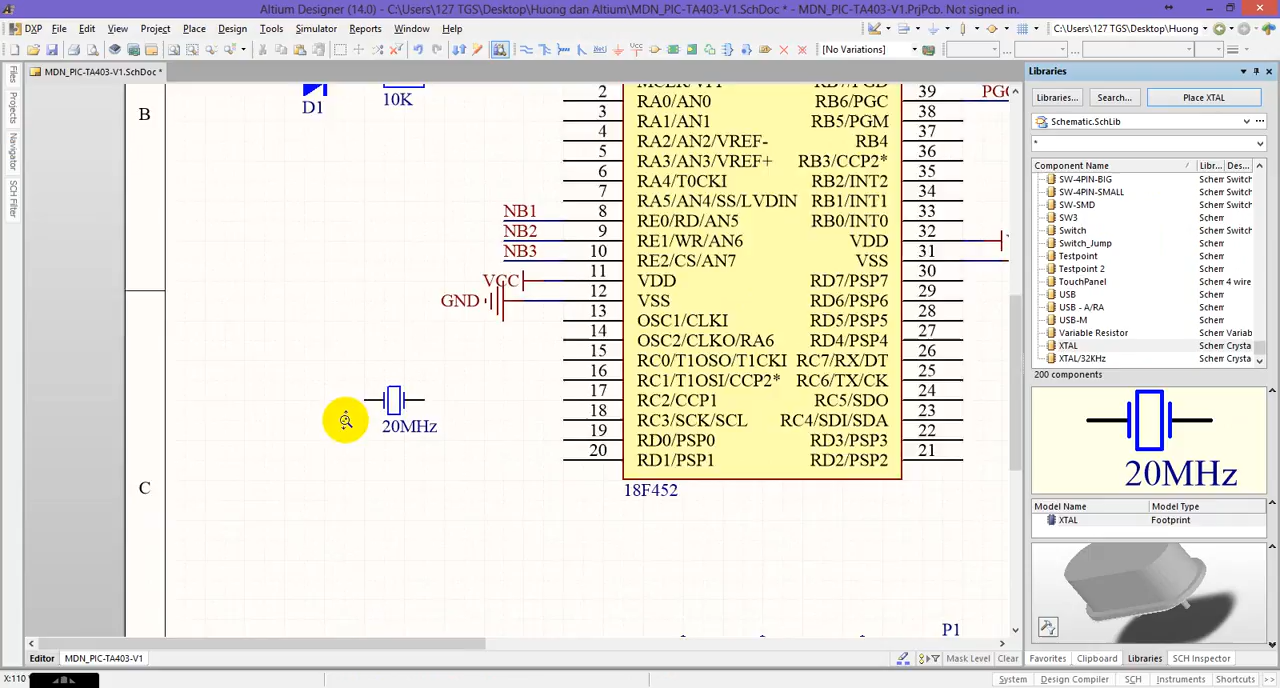 Altium Designer (14.0) - C:\Users\127 TGS\Desktop\Huong dan Altium\MDN_PIC-TA403-V1.SchDoc * - MDN_PIC-TA403-V1.PrjPcb. Not signed in.
DXP File Edit View Project Place Design Tools Simulator Reports Window Help
C:\Users\127 TGS\Desktop\Huong
[No Variations]
MDN_PIC-TA403-V1.SchDoc *
Files
Projects
Navigator
SCH Filter
B
C
D1
10K
NB1
NB2
NB3
VCC
GND
20MHz
2 RA0/AN0
3 RA1/AN1
4 RA2/AN2/VREF-
5 RA3/AN3/VREF+
6 RA4/T0CKI
7 RA5/AN4/SS/LVDIN
8 RE0/RD/AN5
9 RE1/WR/AN6
10 RE2/CS/AN7
11 VDD
12 VSS
13 OSC1/CLKI
14 OSC2/CLKO/RA6
15 RC0/T1OSO/T1CKI
16 RC1/T1OSI/CCP2*
17 RC2/CCP1
18 RC3/SCK/SCL
19 RD0/PSP0
20 RD1/PSP1
39 RB6/PGC
38 RB5/PGM
37 RB4
36 RB3/CCP2*
35 RB2/INT2
34 RB1/INT1
33 RB0/INT0
32 VDD
31 VSS
30 RD7/PSP7
29 RD6/PSP6
28 RD5/PSP5
27 RD4/PSP4
26 RC7/RX/DT
25 RC6/TX/CK
24 RC5/SDO
23 RC4/SDI/SDA
22 RD3/PSP3
21 RD2/PSP2
18F452
P1
Libraries
Libraries... Search... Place XTAL
Schematic.SchLib
*
Component Name / Libr... Des...
SW-4PIN-BIG Schem Switch
SW-4PIN-SMALL Schem Switch
SW-SMD Schem Switch
SW3 Schem
Switch Schem
Switch_Jump Schem
Testpoint Schem
Testpoint 2 Schem
TouchPanel Schem 4 wire
USB Schem
USB - A/RA Schem
USB-M Schem
Variable Resistor Schem Variab
XTAL Schem Crysta
XTAL/32KHz Schem Crysta
200 components
20MHz
Model Name Model Type
XTAL Footprint
Editor MDN_PIC-TA403-V1
Mask Level Clear
Favorites Clipboard Libraries SCH Inspector
X:110
System Design Compiler SCH Instruments Shortcuts >>